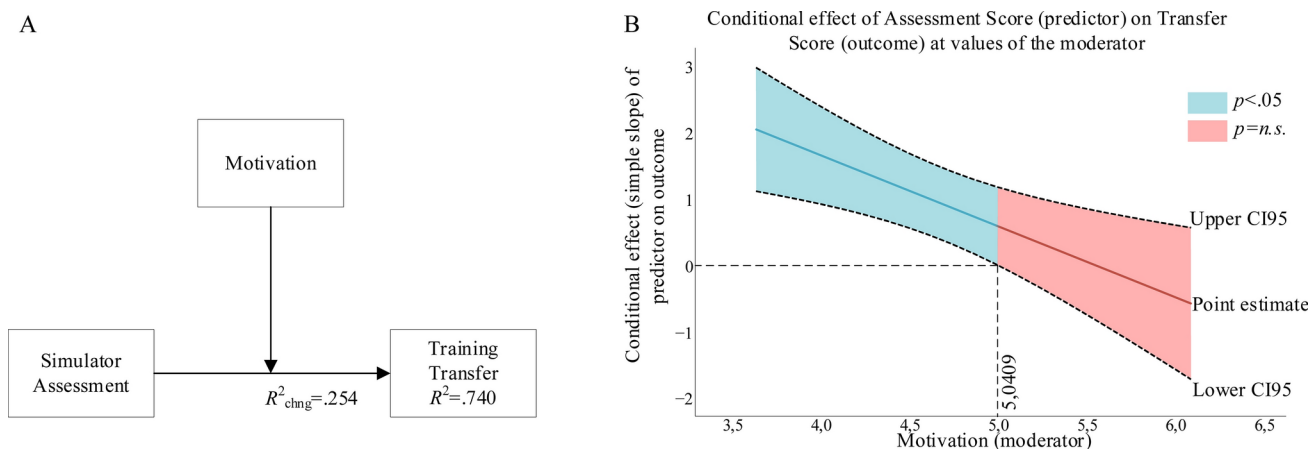 A
Motivation
Simulator
Assessment
R²chng=.254
Training
Transfer
R²=.740
B
Conditional effect of Assessment Score (predictor) on Transfer
Score (outcome) at values of the moderator
Conditional effect (simple slope) of
predictor on outcome
3
2
1
0
−1
−2
p<.05
p=n.s.
Upper CI95
Point estimate
Lower CI95
5,0409
3,5
4,0
4,5
5,0
5,5
6,0
6,5
Motivation (moderator)